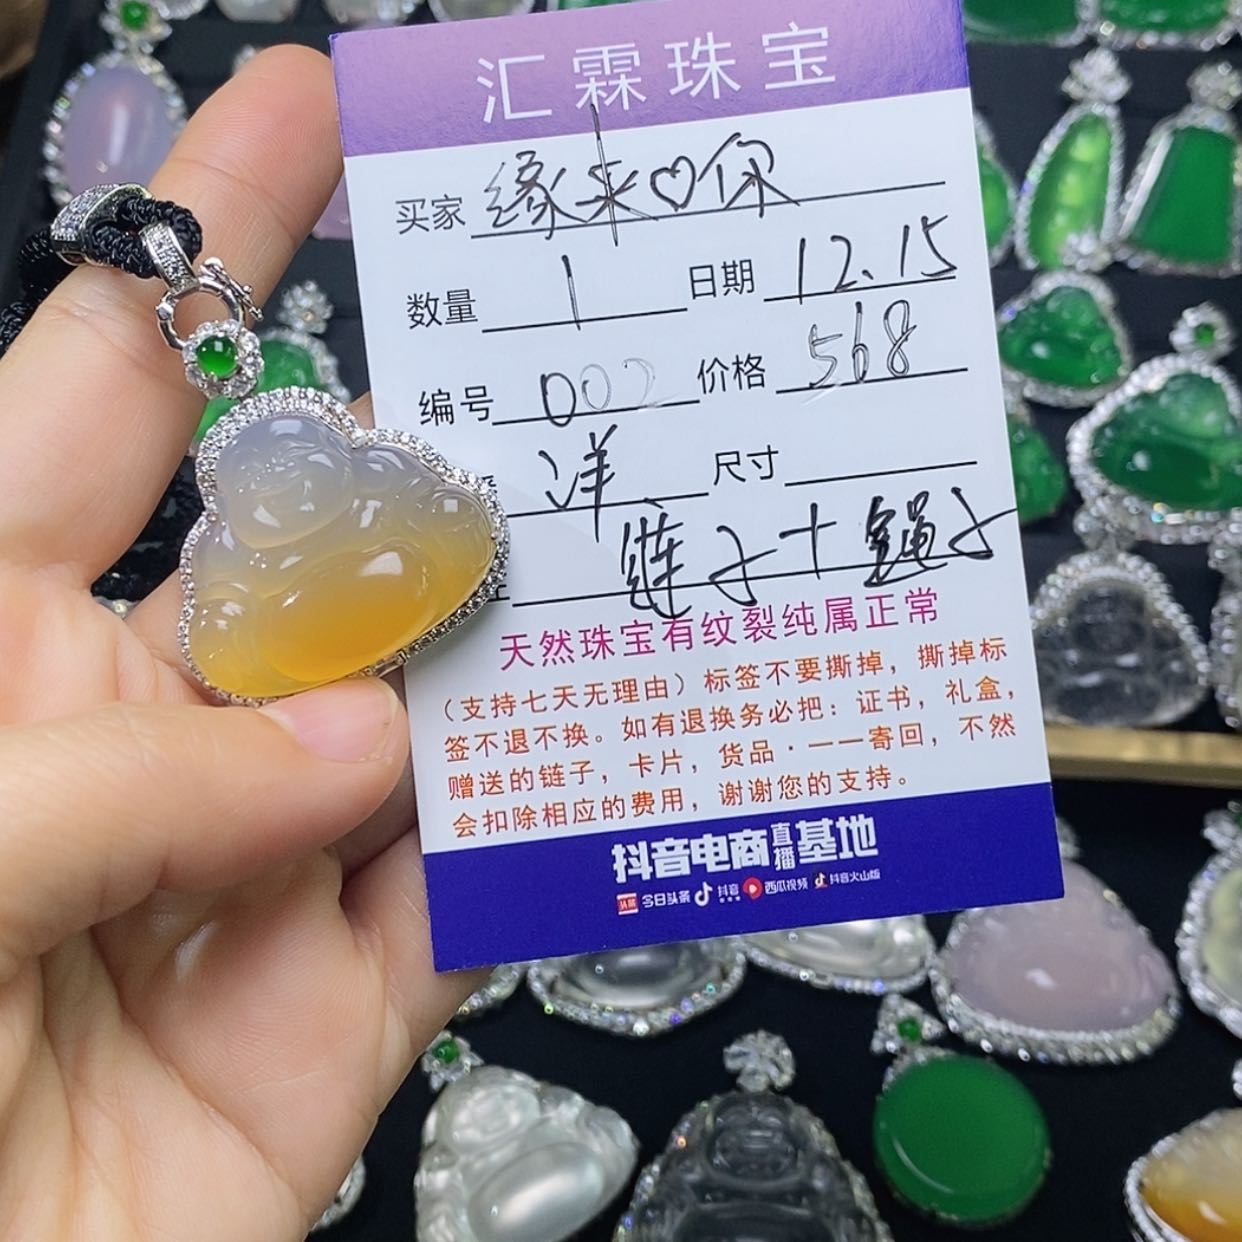 汇霖珠宝
买家 缘来♡你
数量 1 日期 12.15
编号 002 价格 568
洋 尺寸
链子+绳子
天然珠宝有纹裂纯属正常
（支持七天无理由）标签不要撕掉，撕掉标
签不退不换。如有退换务必把：证书，礼盒，
赠送的链子，卡片，货品·一一寄回，不然
会扣除相应的费用，谢谢您的支持。
抖音电商直播基地
头条 今日头条 抖音 西瓜视频 抖音火山版